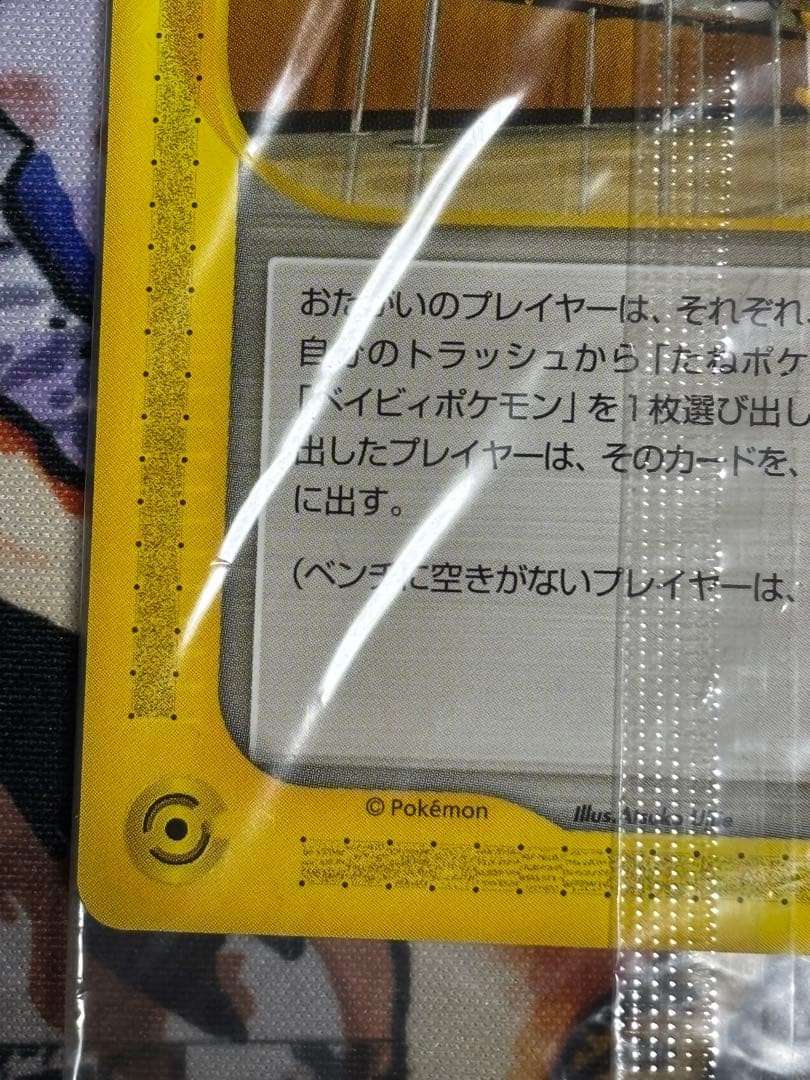 おたがいのプレイヤーは、それぞれ、
自分のトラッシュから「たねポケ
「ベイビィポケモン」を1枚選び出し
出したプレイヤーは、そのカードを、
に出す。
（ベンチに空きがないプレイヤーは、
© Pokémon
Illus.